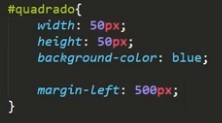 #quadrado{
width: 50px;
height: 50px;
background-color: blue;
margin-left: 500px;
}